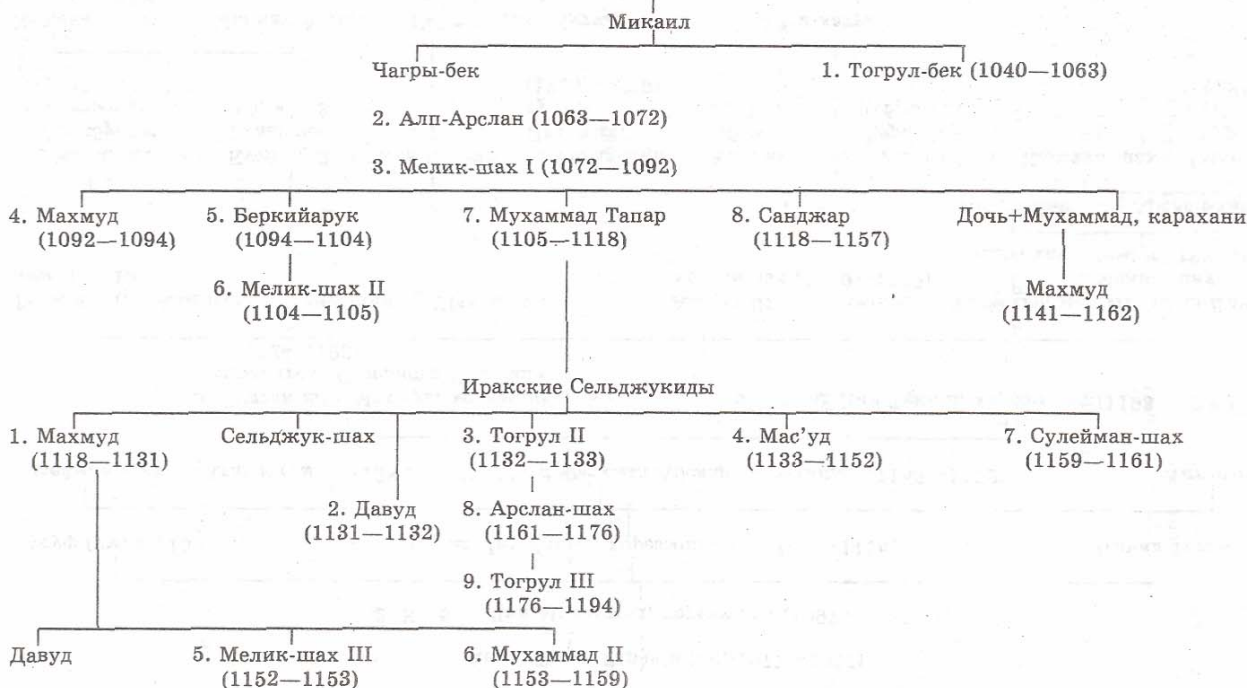 Микаил
Чагры-бек 1. Тогрул-бек (1040—1063)
2. Алп-Арслан (1063—1072)
3. Мелик-шах I (1072—1092)
4. Махмуд 5. Беркийарук 7. Мухаммад Тапар 8. Санджар Дочь+Мухаммад, карахани
(1092—1094) (1094—1104) (1105—1118) (1118—1157)
6. Мелик-шах II Махмуд
(1104—1105) (1141—1162)
Иракские Сельджукиды
1. Махмуд Сельджук-шах 3. Тогрул II 4. Мас'уд 7. Сулейман-шах
(1118—1131) (1132—1133) (1133—1152) (1159—1161)
2. Давуд 8. Арслан-шах
(1131—1132) (1161—1176)
9. Тогрул III
(1176—1194)
Давуд 5. Мелик-шах III 6. Мухаммад II
(1152—1153) (1153—1159)